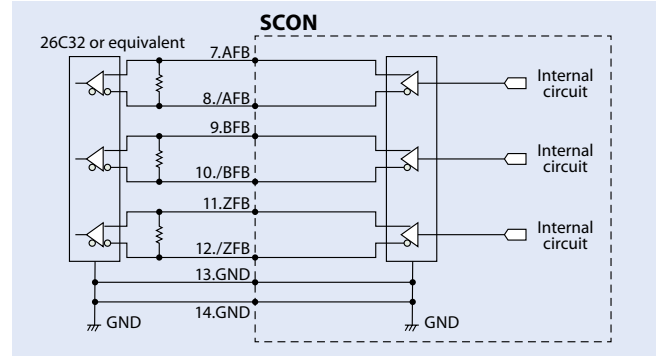 SCON
26C32 or equivalent
7.AFB
8./AFB
Internal
circuit
9.BFB
10./BFB
Internal
circuit
11.ZFB
12./ZFB
Internal
circuit
13.GND
14.GND
GND
GND